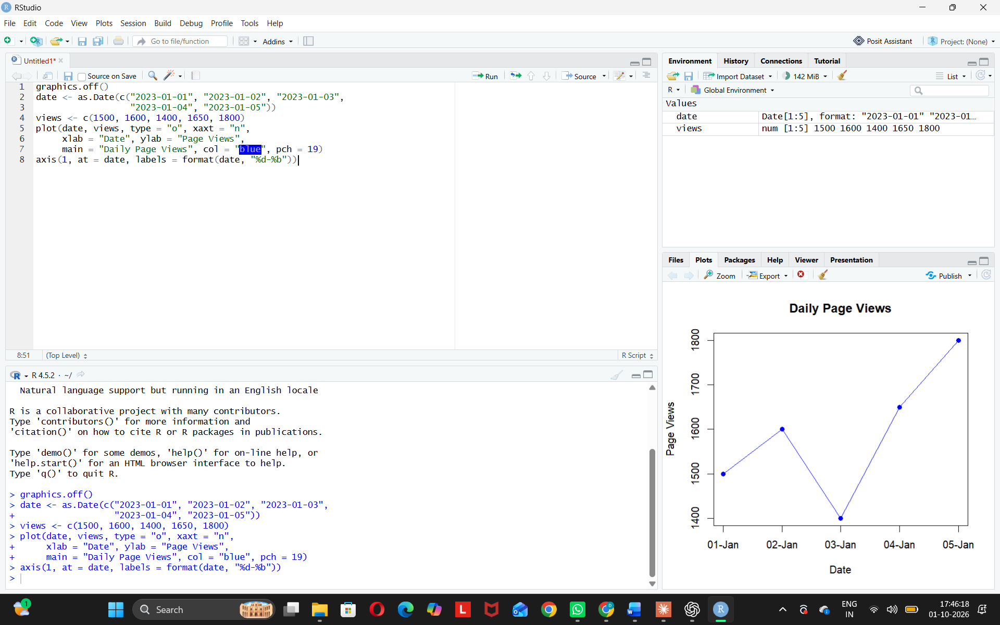 RStudio
File Edit Code View Plots Session Build Debug Profile Tools Help
Go to file/function Addins Posit Assistant Project: (None)
Untitled1*
Source on Save Run Source
1 graphics.off()
2 date <- as.Date(c("2023-01-01", "2023-01-02", "2023-01-03",
3                   "2023-01-04", "2023-01-05"))
4 views <- c(1500, 1600, 1400, 1650, 1800)
5 plot(date, views, type = "o", xaxt = "n",
6      xlab = "Date", ylab = "Page Views",
7      main = "Daily Page Views", col = "blue", pch = 19)
8 axis(1, at = date, labels = format(date, "%d-%b"))
8:51 (Top Level) R Script
R 4.5.2 · ~/
Natural language support but running in an English locale
R is a collaborative project with many contributors.
Type 'contributors()' for more information and
'citation()' on how to cite R or R packages in publications.
Type 'demo()' for some demos, 'help()' for on-line help, or
'help.start()' for an HTML browser interface to help.
Type 'q()' to quit R.
> graphics.off()
> date <- as.Date(c("2023-01-01", "2023-01-02", "2023-01-03",
+                   "2023-01-04", "2023-01-05"))
> views <- c(1500, 1600, 1400, 1650, 1800)
> plot(date, views, type = "o", xaxt = "n",
+      xlab = "Date", ylab = "Page Views",
+      main = "Daily Page Views", col = "blue", pch = 19)
> axis(1, at = date, labels = format(date, "%d-%b"))
>
Environment History Connections Tutorial
Import Dataset 142 MiB List
R Global Environment
Values
date Date[1:5], format: "2023-01-01" "2023-01...
views num [1:5] 1500 1600 1400 1650 1800
Files Plots Packages Help Viewer Presentation
Zoom Export Publish
Daily Page Views
Page Views
1800
1700
1600
1500
1400
01-Jan 02-Jan 03-Jan 04-Jan 05-Jan
Date
1
Search
L
ENG
IN
17:46:18
01-10-2026